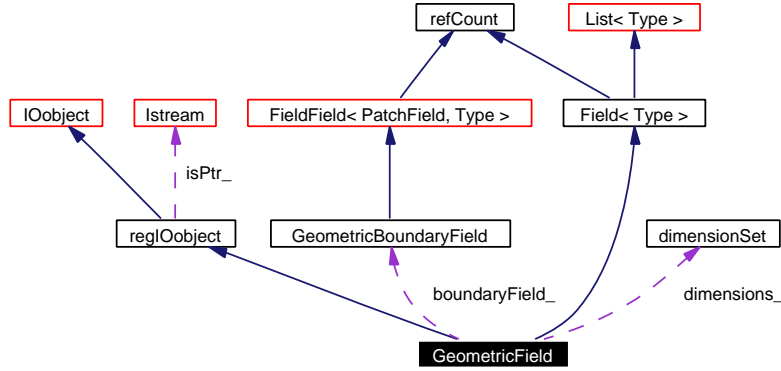 refCount
List< Type >
IOobject
Istream
FieldField< PatchField, Type >
Field< Type >
isPtr_
regIOobject
GeometricBoundaryField
dimensionSet
boundaryField_
dimensions_
GeometricField